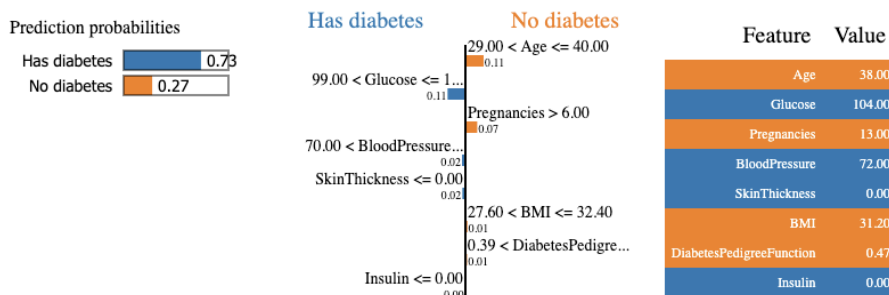 Prediction probabilities
Has diabetes 0.73
No diabetes 0.27
Has diabetes No diabetes
29.00 < Age <= 40.00
0.11
99.00 < Glucose <= 1...
0.11
Pregnancies > 6.00
0.07
70.00 < BloodPressure...
0.02
SkinThickness <= 0.00
0.02
27.60 < BMI <= 32.40
0.01
0.39 < DiabetesPedigre...
0.01
Insulin <= 0.00
0.00
Feature Value
Age 38.00
Glucose 104.00
Pregnancies 13.00
BloodPressure 72.00
SkinThickness 0.00
BMI 31.20
DiabetesPedigreeFunction 0.47
Insulin 0.00